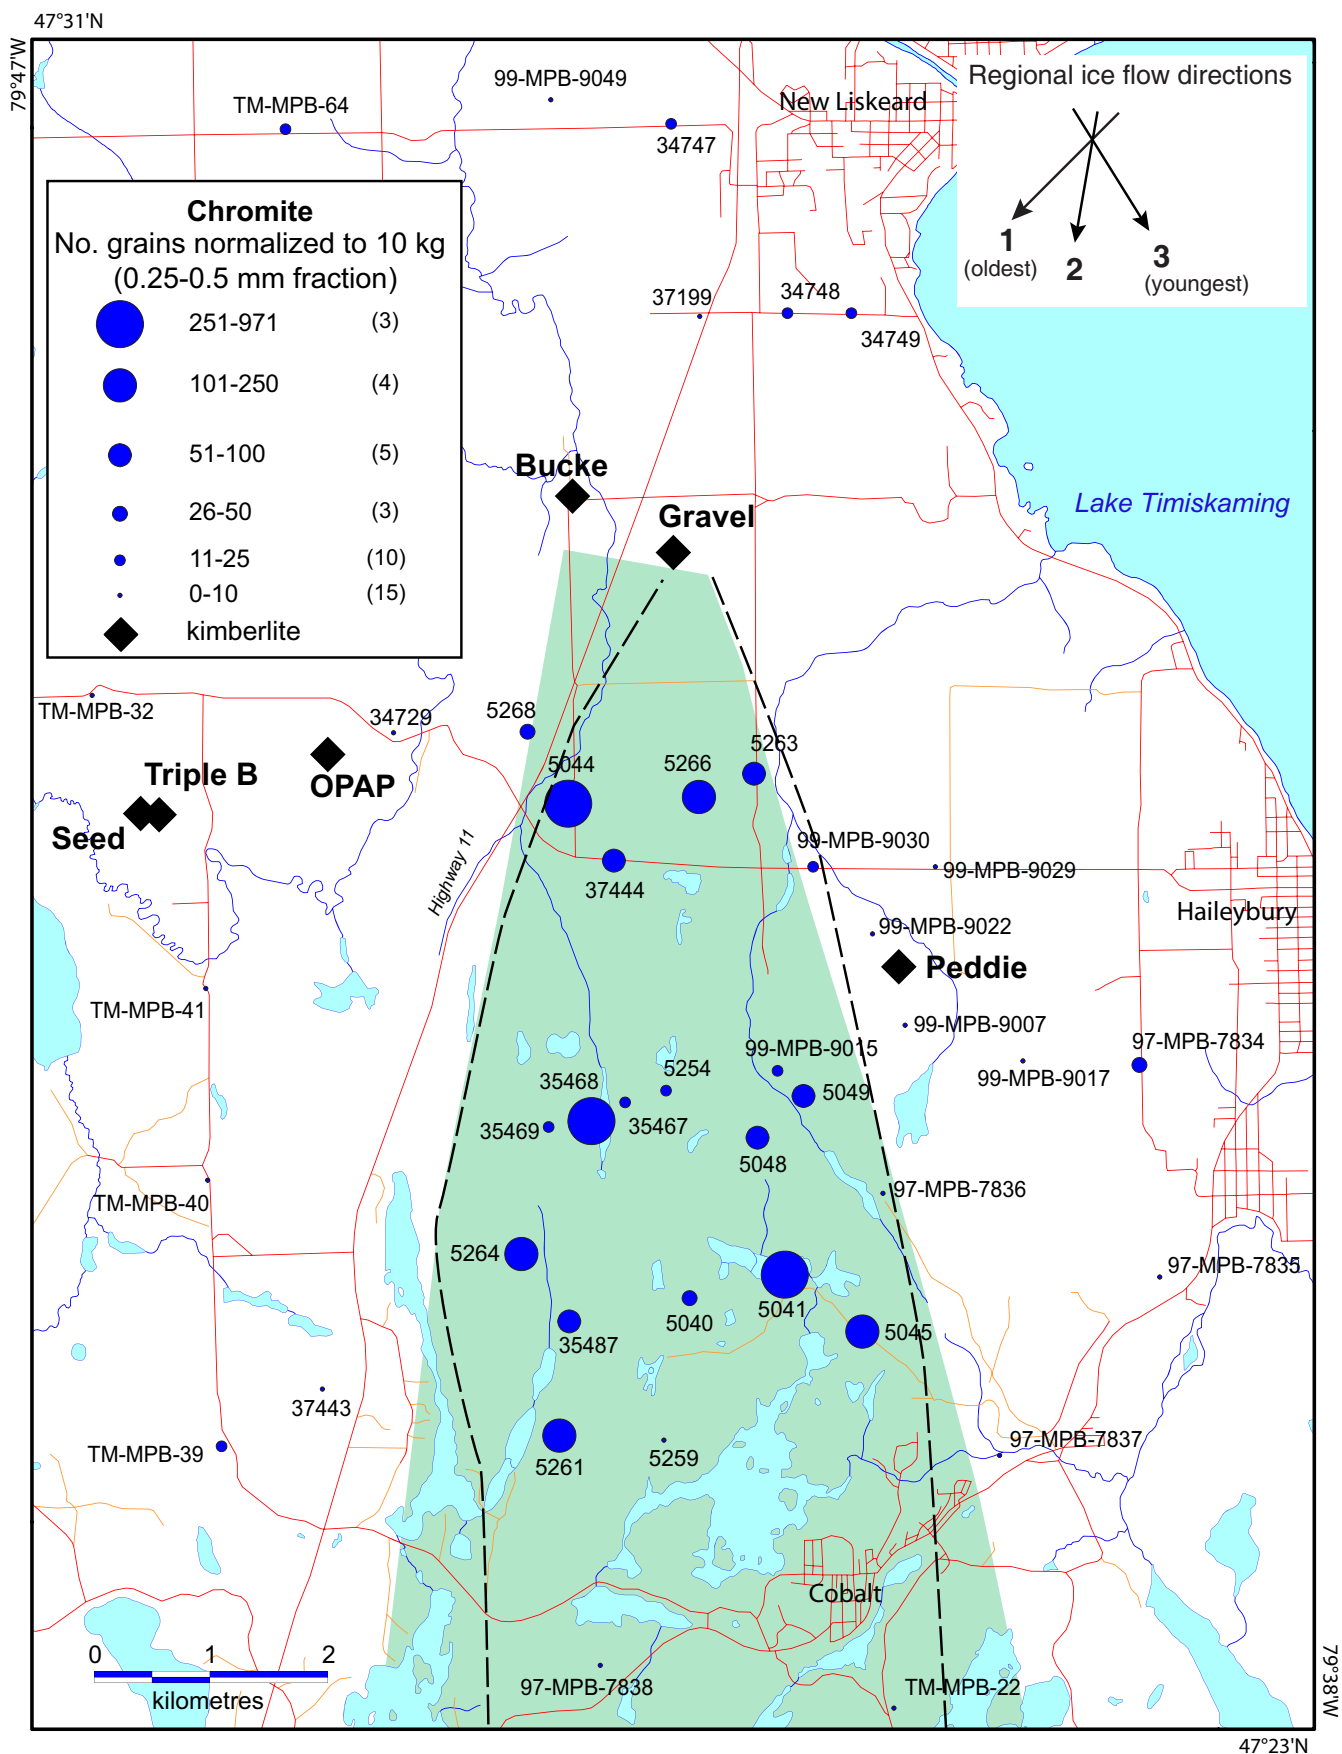 47°31'N
79°47'W
99-MPB-9049
TM-MPB-64
New Liskeard
34747
Regional ice flow directions
1
(oldest)
2
3
(youngest)
Chromite
No. grains normalized to 10 kg
(0.25-0.5 mm fraction)
251-971 (3)
101-250 (4)
51-100 (5)
26-50 (3)
11-25 (10)
0-10 (15)
kimberlite
37199
34748
34749
Bucke
Gravel
Lake Timiskaming
TM-MPB-32
34729
5268
5263
Triple B
OPAP
Seed
5044
5266
Highway 11
37444
99-MPB-9030
99-MPB-9029
Haileybury
99-MPB-9022
Peddie
TM-MPB-41
99-MPB-9007
99-MPB-9015
97-MPB-7834
99-MPB-9017
35468
5254
5049
35469
35467
5048
TM-MPB-40
97-MPB-7836
5264
97-MPB-7835
5040
5041
35487
5045
37443
TM-MPB-39
5261
5259
97-MPB-7837
Cobalt
0 1 2
kilometres
97-MPB-7838
TM-MPB-22
79°38'W
47°23'N